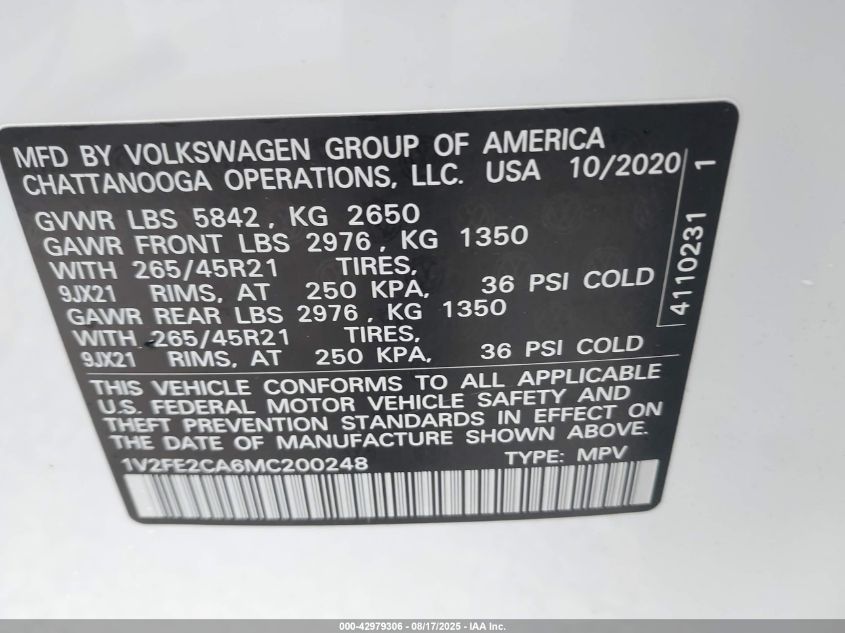 MFD BY VOLKSWAGEN GROUP OF AMERICA
CHATTANOOGA OPERATIONS, LLC. USA 10/2020
GVWR LBS 5842, KG 2650
GAWR FRONT LBS 2976, KG 1350
WITH 265/45R21 TIRES,
9JX21 RIMS, AT 250 KPA, 36 PSI COLD
GAWR REAR LBS 2976, KG 1350
WITH 265/45R21 TIRES,
9JX21 RIMS, AT 250 KPA, 36 PSI COLD
THIS VEHICLE CONFORMS TO ALL APPLICABLE
U.S. FEDERAL MOTOR VEHICLE SAFETY AND
THEFT PREVENTION STANDARDS IN EFFECT ON
THE DATE OF MANUFACTURE SHOWN ABOVE.
1V2FE2CA6MC200248 TYPE: MPV
4110231 1
000-42979306 - 08/17/2025 - IAA Inc.